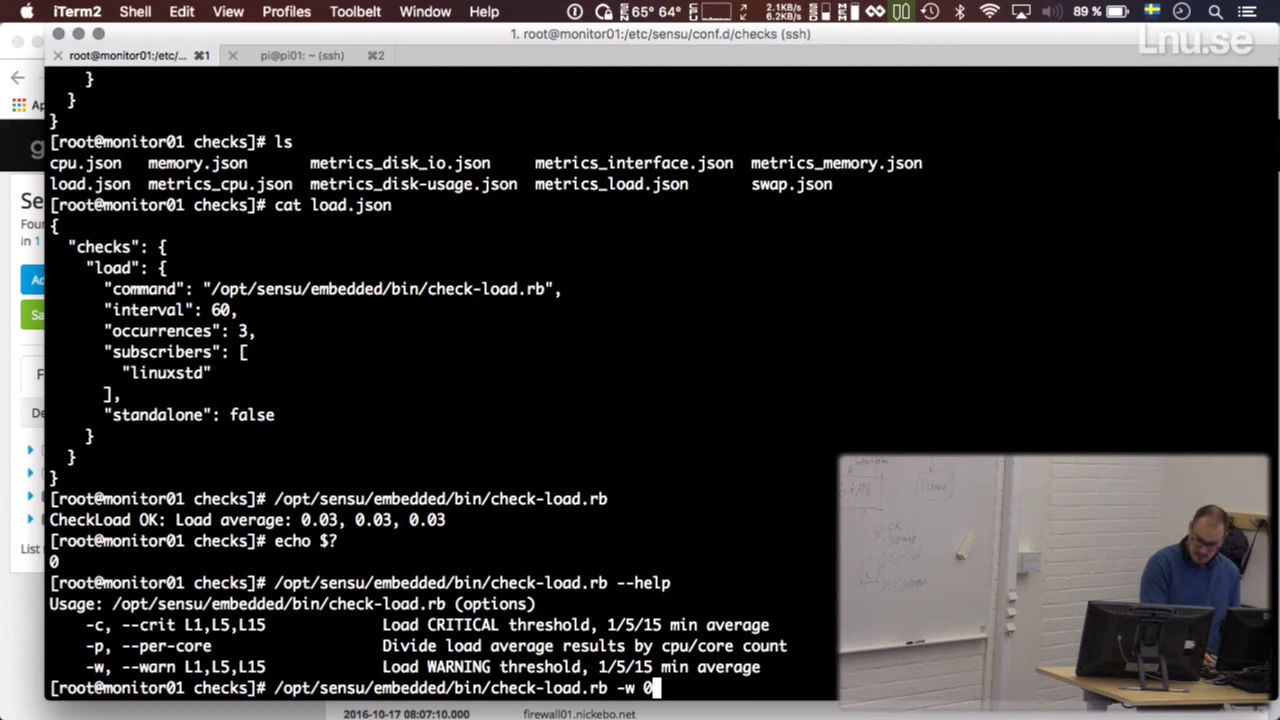 iTerm2 Shell Edit View Profiles Toolbelt Window Help 65° 64° 2.1KB/s 6.2KB/s 89 %
1. root@monitor01:/etc/sensu/conf.d/checks (ssh)
Lnu.se
root@monitor01:/etc/... ⌘1 pi@pi01: ~ (ssh) ⌘2
}
}
}
[root@monitor01 checks]# ls
cpu.json memory.json metrics_disk_io.json metrics_interface.json metrics_memory.json
load.json metrics_cpu.json metrics_disk-usage.json metrics_load.json swap.json
[root@monitor01 checks]# cat load.json
{
"checks": {
"load": {
"command": "/opt/sensu/embedded/bin/check-load.rb",
"interval": 60,
"occurrences": 3,
"subscribers": [
"linuxstd"
],
"standalone": false
}
}
}
[root@monitor01 checks]# /opt/sensu/embedded/bin/check-load.rb
CheckLoad OK: Load average: 0.03, 0.03, 0.03
[root@monitor01 checks]# echo $?
0
[root@monitor01 checks]# /opt/sensu/embedded/bin/check-load.rb --help
Usage: /opt/sensu/embedded/bin/check-load.rb (options)
-c, --crit L1,L5,L15 Load CRITICAL threshold, 1/5/15 min average
-p, --per-core Divide load average results by cpu/core count
-w, --warn L1,L5,L15 Load WARNING threshold, 1/5/15 min average
[root@monitor01 checks]# /opt/sensu/embedded/bin/check-load.rb -w 0
2016-10-17 08:07:10.000 firewall01.nickebo.net